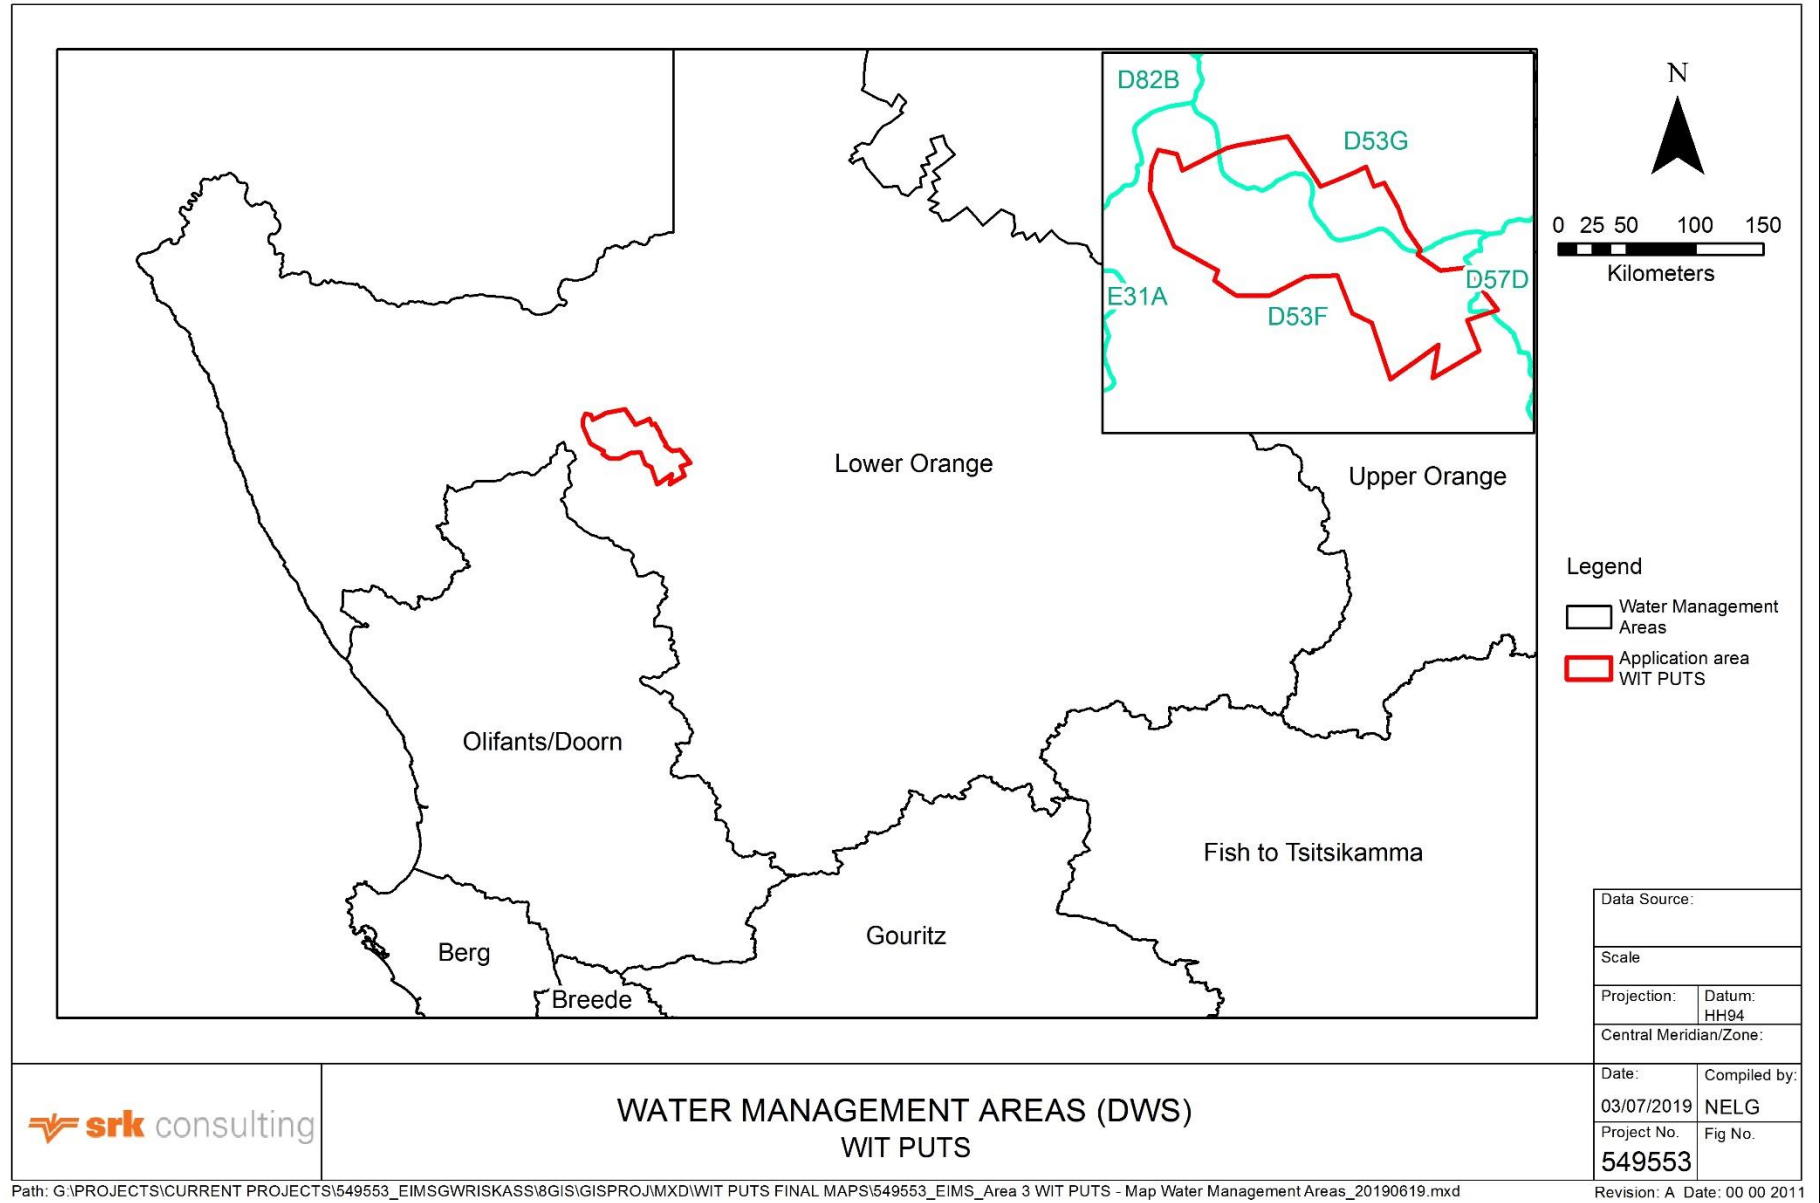 D82B
D53G
D57D
E31A
D53F
N
0 25 50 100 150
Kilometers
Lower Orange
Upper Orange
Legend
Water Management
Areas
Application area
WIT PUTS
Olifants/Doorn
Fish to Tsitsikamma
Gouritz
Berg
Breede
Data Source:
Scale
Projection:
Datum:
HH94
Central Meridian/Zone:
Date:
03/07/2019
Compiled by:
NELG
Project No.
549553
Fig No.
srk consulting
WATER MANAGEMENT AREAS (DWS)
WIT PUTS
Path: G:\PROJECTS\CURRENT PROJECTS\549553_EIMSGWRISKASS\8GIS\GISPROJ\MXD\WIT PUTS FINAL MAPS\549553_EIMS_Area 3 WIT PUTS - Map Water Management Areas_20190619.mxd
Revision: A Date: 00 00 2011